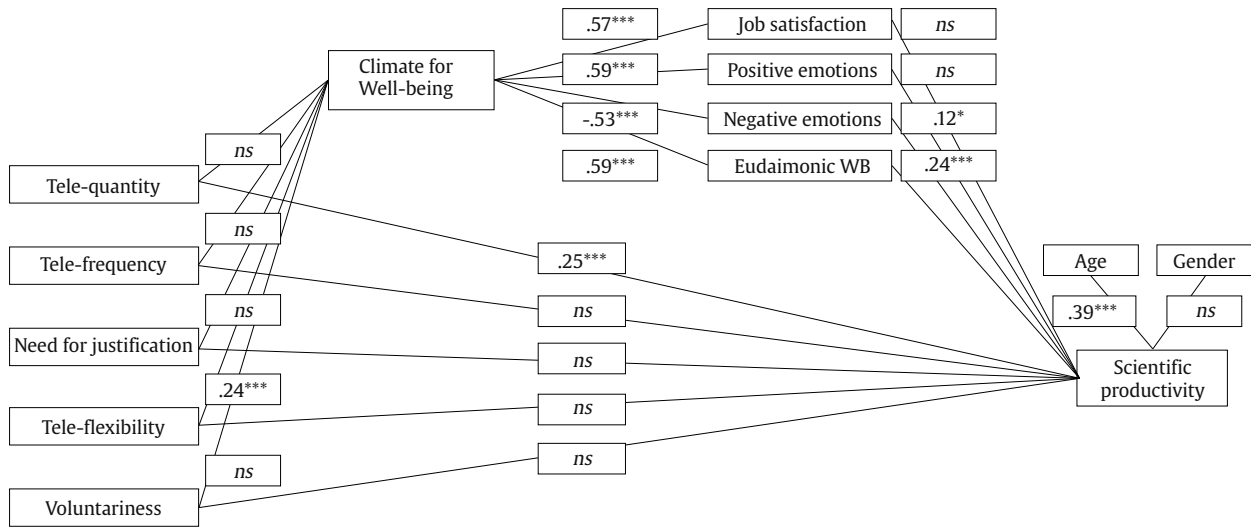 .57***
Job satisfaction
ns
Climate for
Well-being
.59***
Positive emotions
ns
-.53***
Negative emotions
.12*
.59***
Eudaimonic WB
.24***
ns
Tele-quantity
ns
Tele-frequency
.25***
Age
Gender
ns
Need for justification
ns
.39***
ns
ns
Scientific
productivity
.24***
Tele-flexibility
ns
ns
Voluntariness
ns